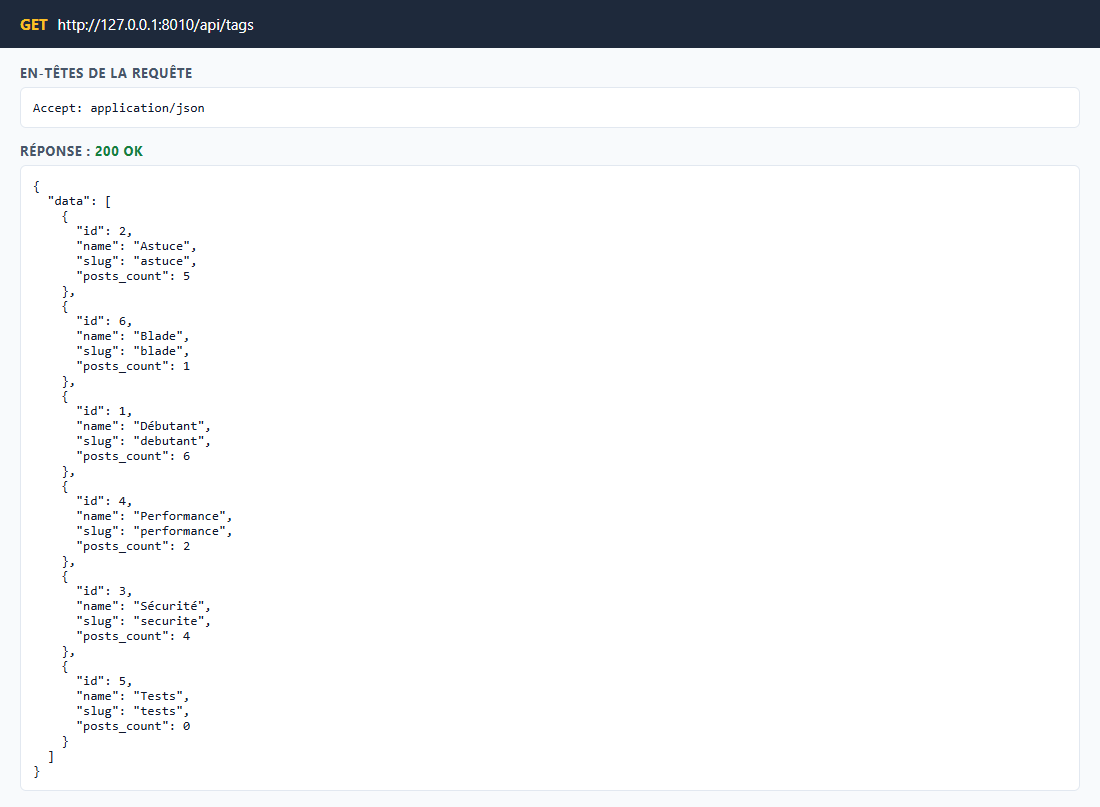 GET http://127.0.0.1:8010/api/tags
EN-TÊTES DE LA REQUÊTE
Accept: application/json
RÉPONSE : 200 OK
{
  "data": [
    {
      "id": 2,
      "name": "Astuce",
      "slug": "astuce",
      "posts_count": 5
    },
    {
      "id": 6,
      "name": "Blade",
      "slug": "blade",
      "posts_count": 1
    },
    {
      "id": 1,
      "name": "Débutant",
      "slug": "debutant",
      "posts_count": 6
    },
    {
      "id": 4,
      "name": "Performance",
      "slug": "performance",
      "posts_count": 2
    },
    {
      "id": 3,
      "name": "Sécurité",
      "slug": "securite",
      "posts_count": 4
    },
    {
      "id": 5,
      "name": "Tests",
      "slug": "tests",
      "posts_count": 0
    }
  ]
}